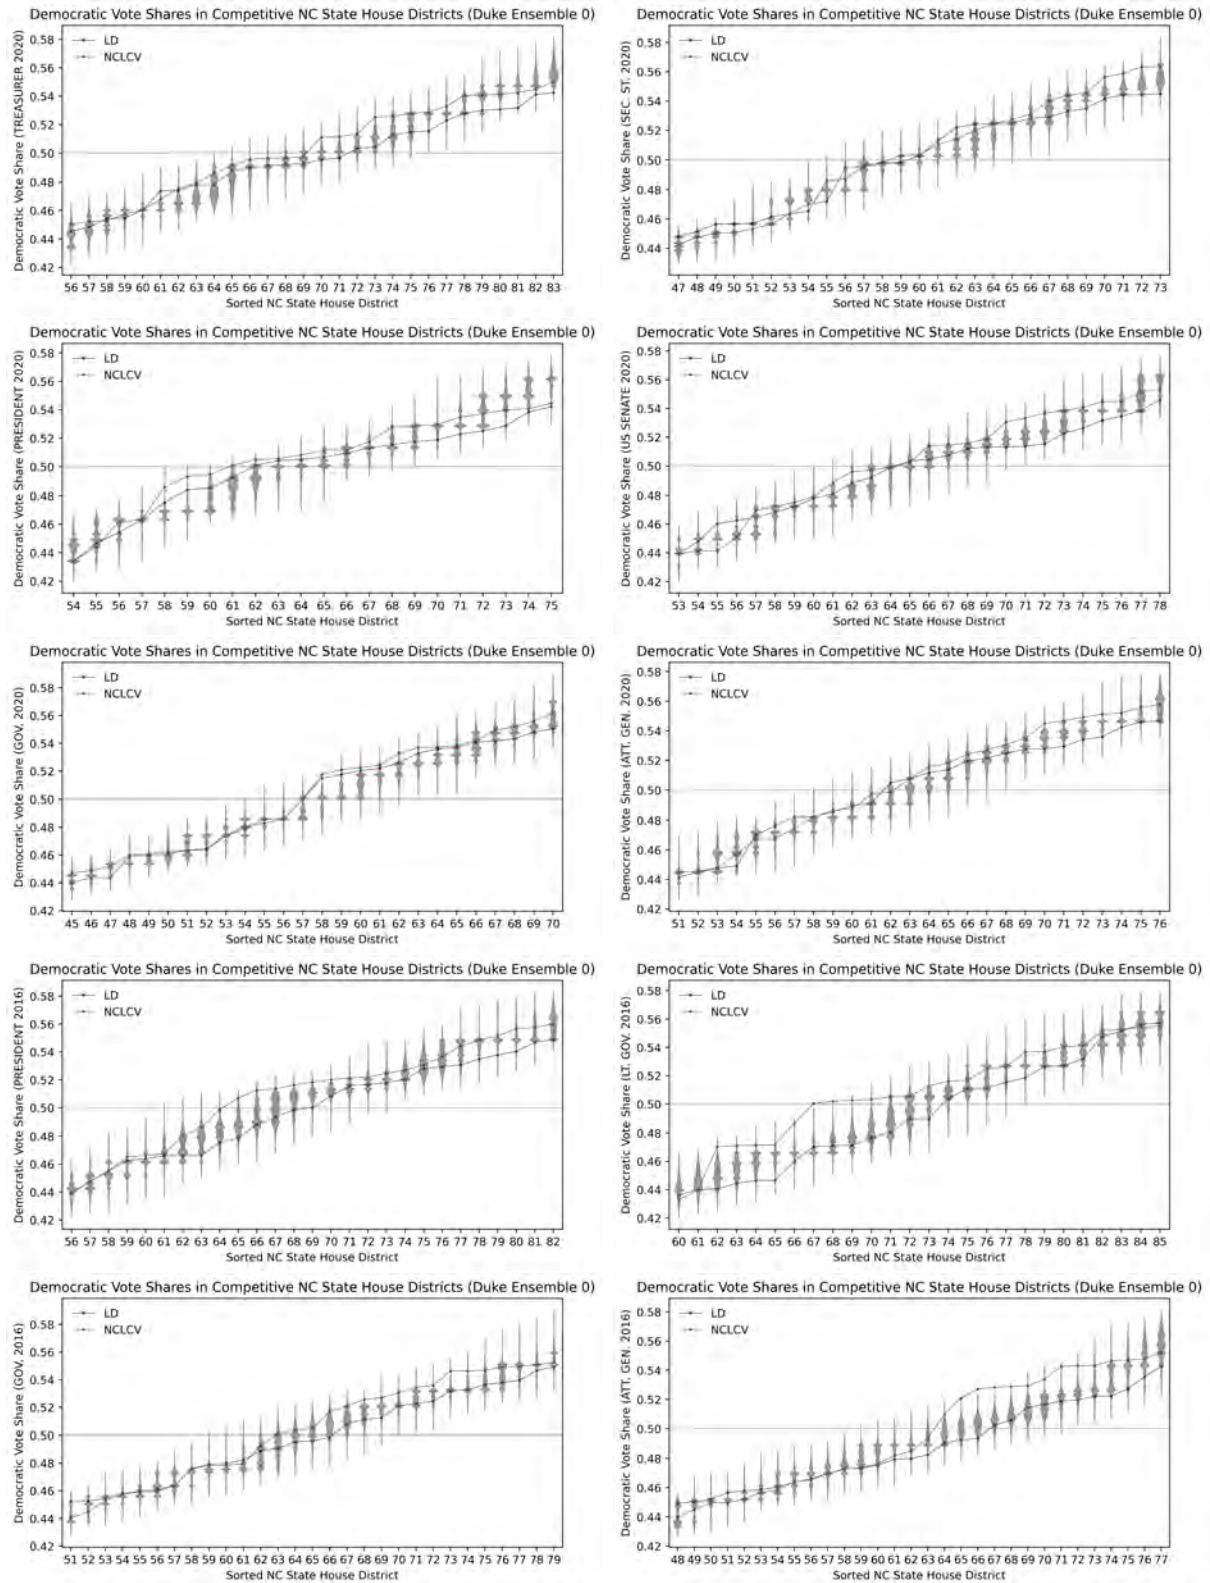 Democratic Vote Shares in Competitive NC State House Districts (Duke Ensemble 0)
Democratic Vote Share (TREASURER 2020)
LD
NCLCV
0.58
0.56
0.54
0.52
0.50
0.48
0.46
0.44
0.42
56 57 58 59 60 61 62 63 64 65 66 67 68 69 70 71 72 73 74 75 76 77 78 79 80 81 82 83
Sorted NC State House District
Democratic Vote Shares in Competitive NC State House Districts (Duke Ensemble 0)
Democratic Vote Share (SEC. ST. 2020)
LD
NCLCV
0.58
0.56
0.54
0.52
0.50
0.48
0.46
0.44
47 48 49 50 51 52 53 54 55 56 57 58 59 60 61 62 63 64 65 66 67 68 69 70 71 72 73
Sorted NC State House District
Democratic Vote Shares in Competitive NC State House Districts (Duke Ensemble 0)
Democratic Vote Share (PRESIDENT 2020)
LD
NCLCV
0.58
0.56
0.54
0.52
0.50
0.48
0.46
0.44
0.42
54 55 56 57 58 59 60 61 62 63 64 65 66 67 68 69 70 71 72 73 74 75
Sorted NC State House District
Democratic Vote Shares in Competitive NC State House Districts (Duke Ensemble 0)
Democratic Vote Share (US SENATE 2020)
LD
NCLCV
0.58
0.56
0.54
0.52
0.50
0.48
0.46
0.44
0.42
53 54 55 56 57 58 59 60 61 62 63 64 65 66 67 68 69 70 71 72 73 74 75 76 77 78
Sorted NC State House District
Democratic Vote Shares in Competitive NC State House Districts (Duke Ensemble 0)
Democratic Vote Share (GOV, 2020)
LD
NCLCV
0.58
0.56
0.54
0.52
0.50
0.48
0.46
0.44
0.42
45 46 47 48 49 50 51 52 53 54 55 56 57 58 59 60 61 62 63 64 65 66 67 68 69 70
Sorted NC State House District
Democratic Vote Shares in Competitive NC State House Districts (Duke Ensemble 0)
Democratic Vote Share (ATT. GEN. 2020)
LD
NCLCV
0.58
0.56
0.54
0.52
0.50
0.48
0.46
0.44
0.42
51 52 53 54 55 56 57 58 59 60 61 62 63 64 65 66 67 68 69 70 71 72 73 74 75 76
Sorted NC State House District
Democratic Vote Shares in Competitive NC State House Districts (Duke Ensemble 0)
Democratic Vote Share (PRESIDENT 2016)
LD
NCLCV
0.58
0.56
0.54
0.52
0.50
0.48
0.46
0.44
0.42
56 57 58 59 60 61 62 63 64 65 66 67 68 69 70 71 72 73 74 75 76 77 78 79 80 81 82
Sorted NC State House District
Democratic Vote Shares in Competitive NC State House Districts (Duke Ensemble 0)
Democratic Vote Share (LT. GOV. 2016)
LD
NCLCV
0.58
0.56
0.54
0.52
0.50
0.48
0.46
0.44
0.42
60 61 62 63 64 65 66 67 68 69 70 71 72 73 74 75 76 77 78 79 80 81 82 83 84 85
Sorted NC State House District
Democratic Vote Shares in Competitive NC State House Districts (Duke Ensemble 0)
Democratic Vote Share (GOV, 2016)
LD
NCLCV
0.58
0.56
0.54
0.52
0.50
0.48
0.46
0.44
0.42
51 52 53 54 55 56 57 58 59 60 61 62 63 64 65 66 67 68 69 70 71 72 73 74 75 76 77 78 79
Sorted NC State House District
Democratic Vote Shares in Competitive NC State House Districts (Duke Ensemble 0)
Democratic Vote Share (ATT. GEN. 2016)
LD
NCLCV
0.58
0.56
0.54
0.52
0.50
0.48
0.46
0.44
0.42
48 49 50 51 52 53 54 55 56 57 58 59 60 61 62 63 64 65 66 67 68 69 70 71 72 73 74 75 76 77
Sorted NC State House District